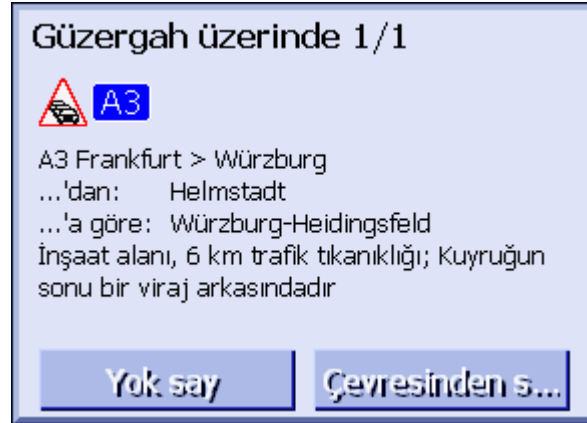 Güzergah üzerinde 1/1
A3
A3 Frankfurt > Würzburg
...'dan: Helmstadt
...'a göre: Würzburg-Heidingsfeld
İnşaat alanı, 6 km trafik tıkanıklığı; Kuyruğun
sonu bir viraj arkasındadır
Yok say Çevresinden s...